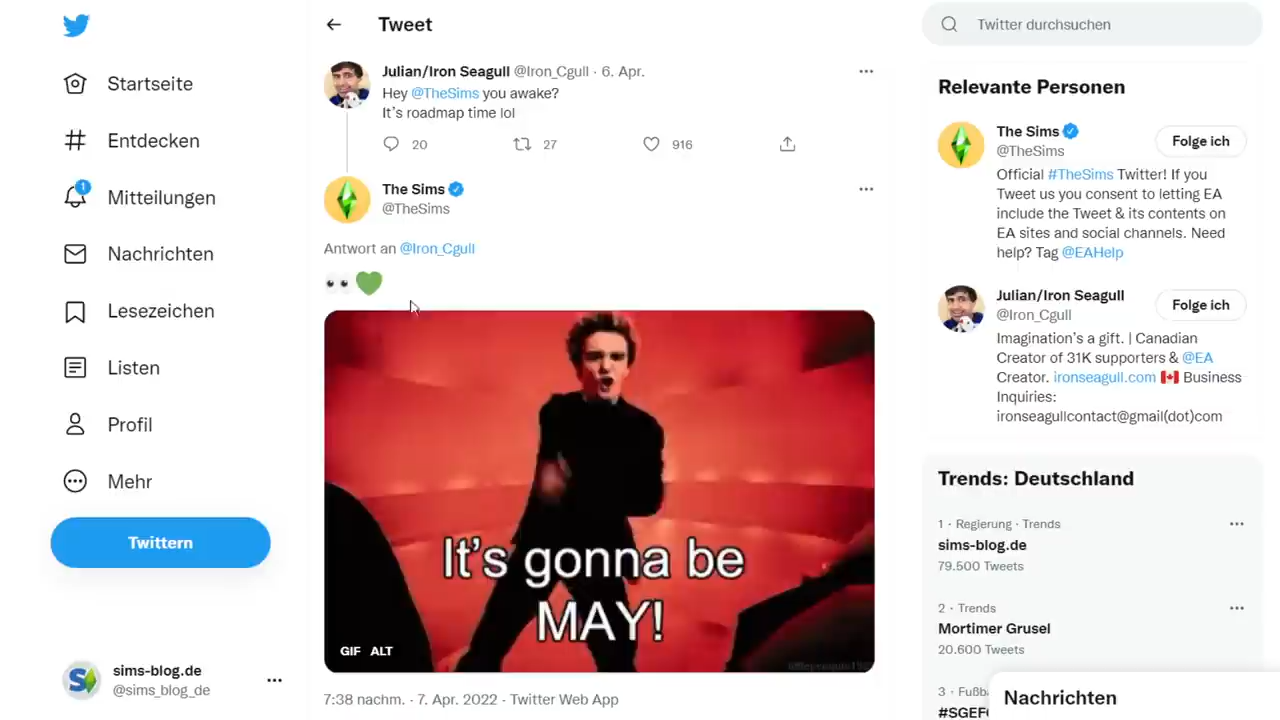 Startseite
Entdecken
1
Mitteilungen
Nachrichten
Lesezeichen
Listen
Profil
Mehr
Twittern
sims-blog.de
@sims_blog_de
Tweet
Julian/Iron Seagull @Iron_Cgull · 6. Apr.
Hey @TheSims you awake?
It's roadmap time lol
20 27 916
The Sims
@TheSims
Antwort an @Iron_Cgull
It's gonna be
MAY!
GIF ALT
7:38 nachm. · 7. Apr. 2022 · Twitter Web App
Twitter durchsuchen
Relevante Personen
The Sims
@TheSims
Folge ich
Official #TheSims Twitter! If you
Tweet us you consent to letting EA
include the Tweet & its contents on
EA sites and social channels. Need
help? Tag @EAHelp
Julian/Iron Seagull
@Iron_Cgull
Folge ich
Imagination's a gift. | Canadian
Creator of 31K supporters & @EA
Creator. ironseagull.com 🇨🇦 Business
Inquiries:
ironseagullcontact@gmail(dot)com
Trends: Deutschland
1 · Regierung · Trends
sims-blog.de
79.500 Tweets
2 · Trends
Mortimer Grusel
20.600 Tweets
Nachrichten